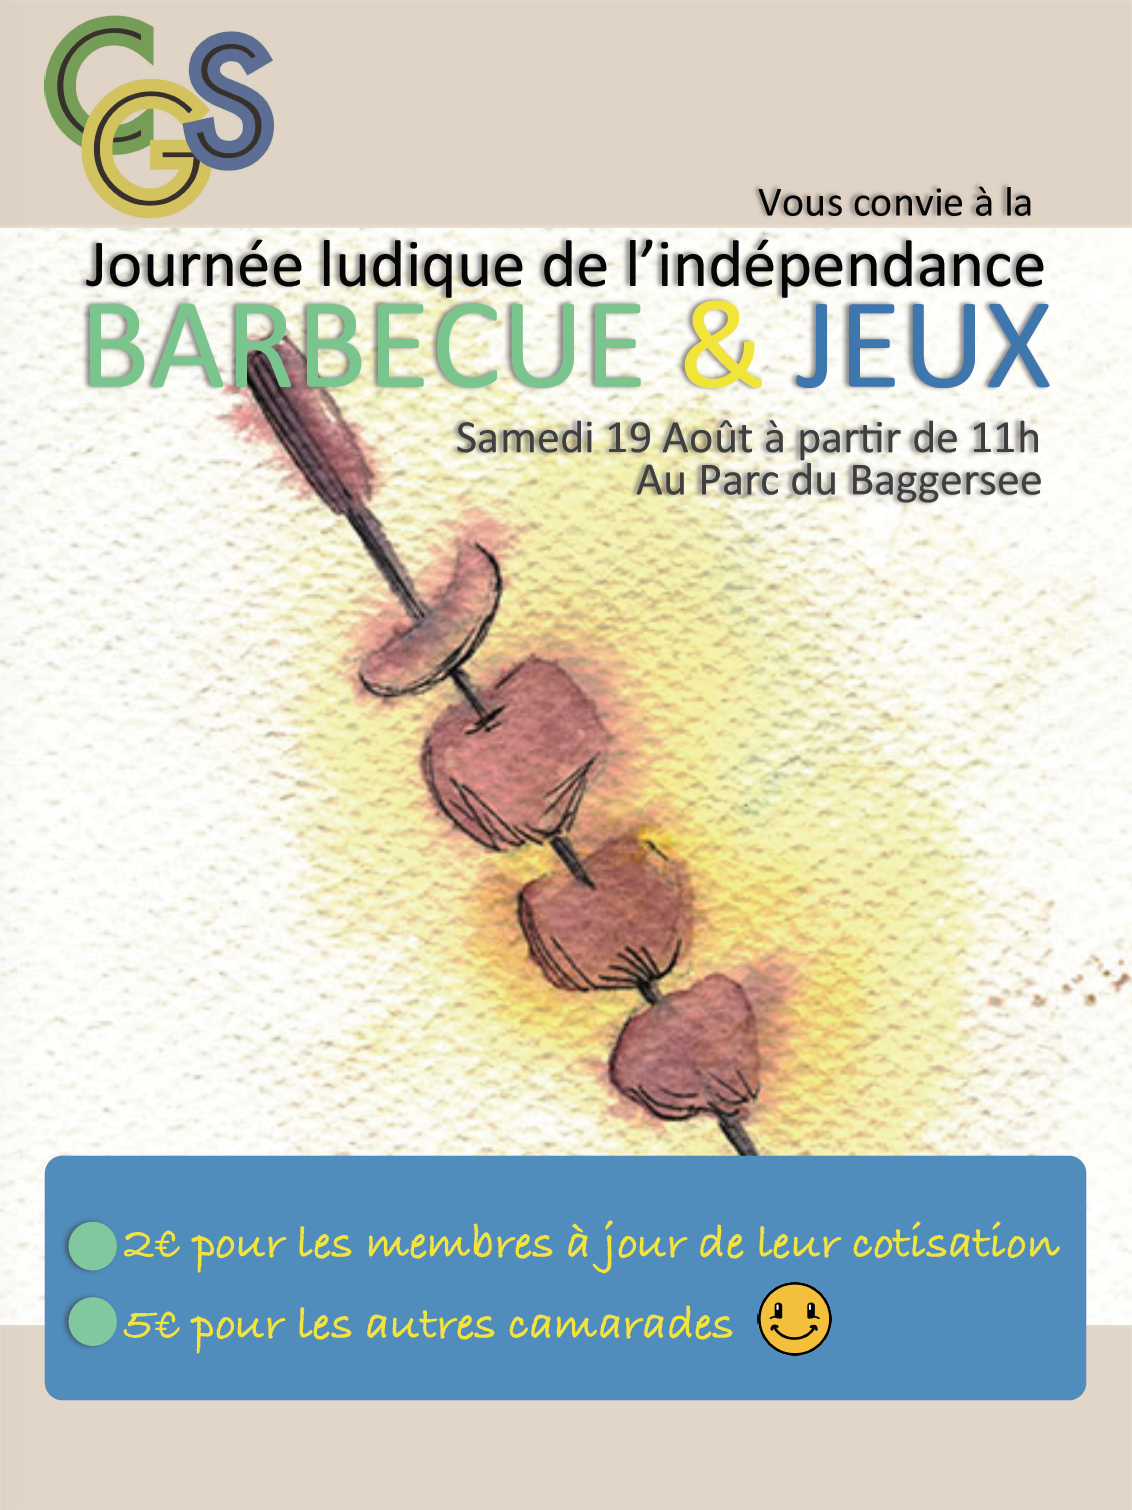 CGS
Vous convie à la
Journée ludique de l’indépendance
BARBECUE & JEUX
Samedi 19 Août à partir de 11h
Au Parc du Baggersee
2€ pour les membres à jour de leur cotisation
5€ pour les autres camarades